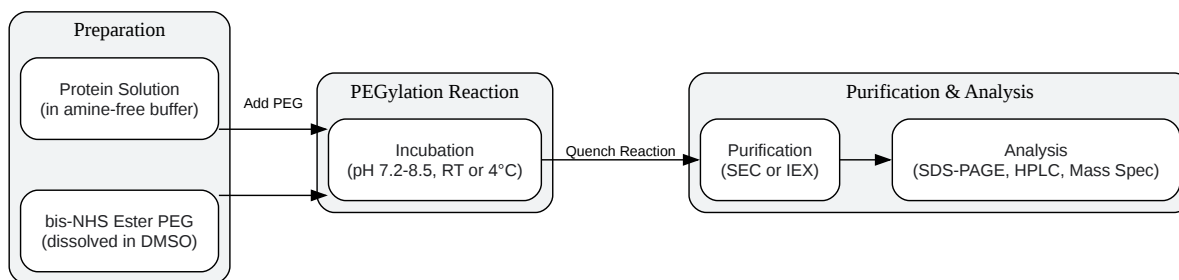 Preparation
Protein Solution
(in amine-free buffer)
bis-NHS Ester PEG
(dissolved in DMSO)
Add PEG
PEGylation Reaction
Incubation
(pH 7.2-8.5, RT or 4°C)
Quench Reaction
Purification & Analysis
Purification
(SEC or IEX)
Analysis
(SDS-PAGE, HPLC, Mass Spec)